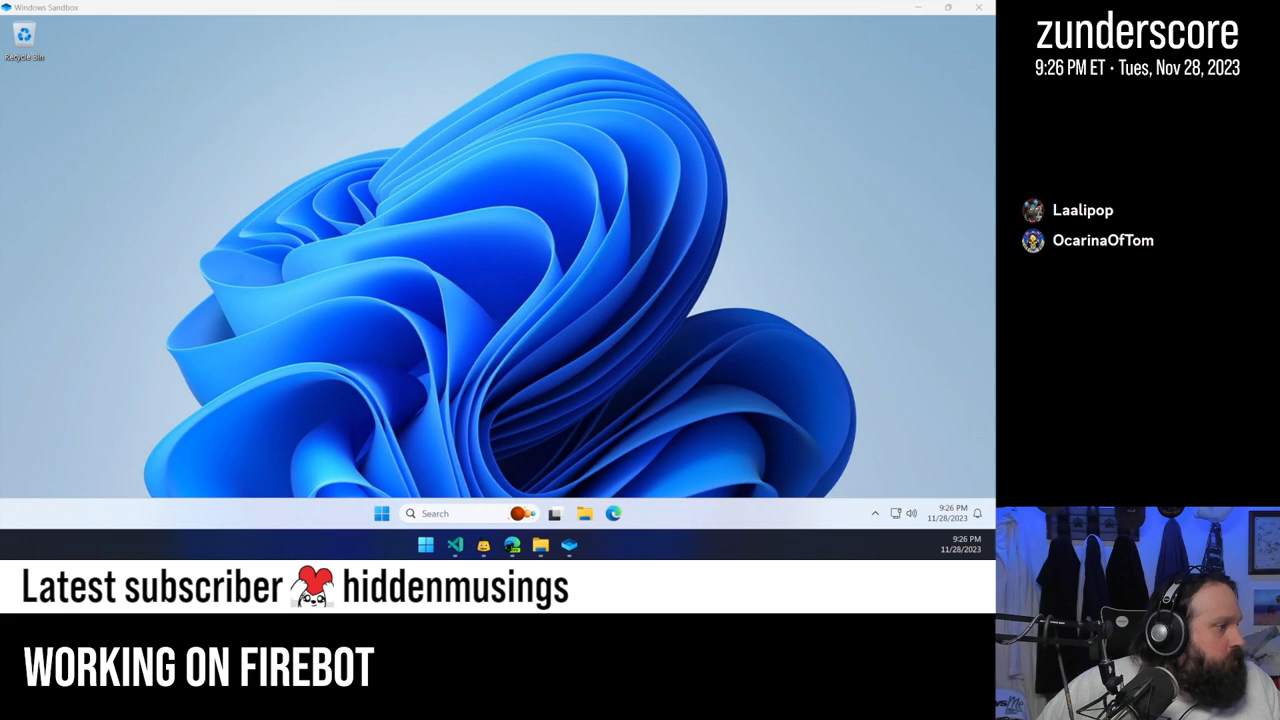 Windows Sandbox
Recycle Bin
Search
9:26 PM
11/28/2023
9:26 PM
11/28/2023
Latest subscriber hiddenmusings
WORKING ON FIREBOT
zunderscore
9:26 PM ET · Tues, Nov 28, 2023
Laalipop
OcarinaOfTom